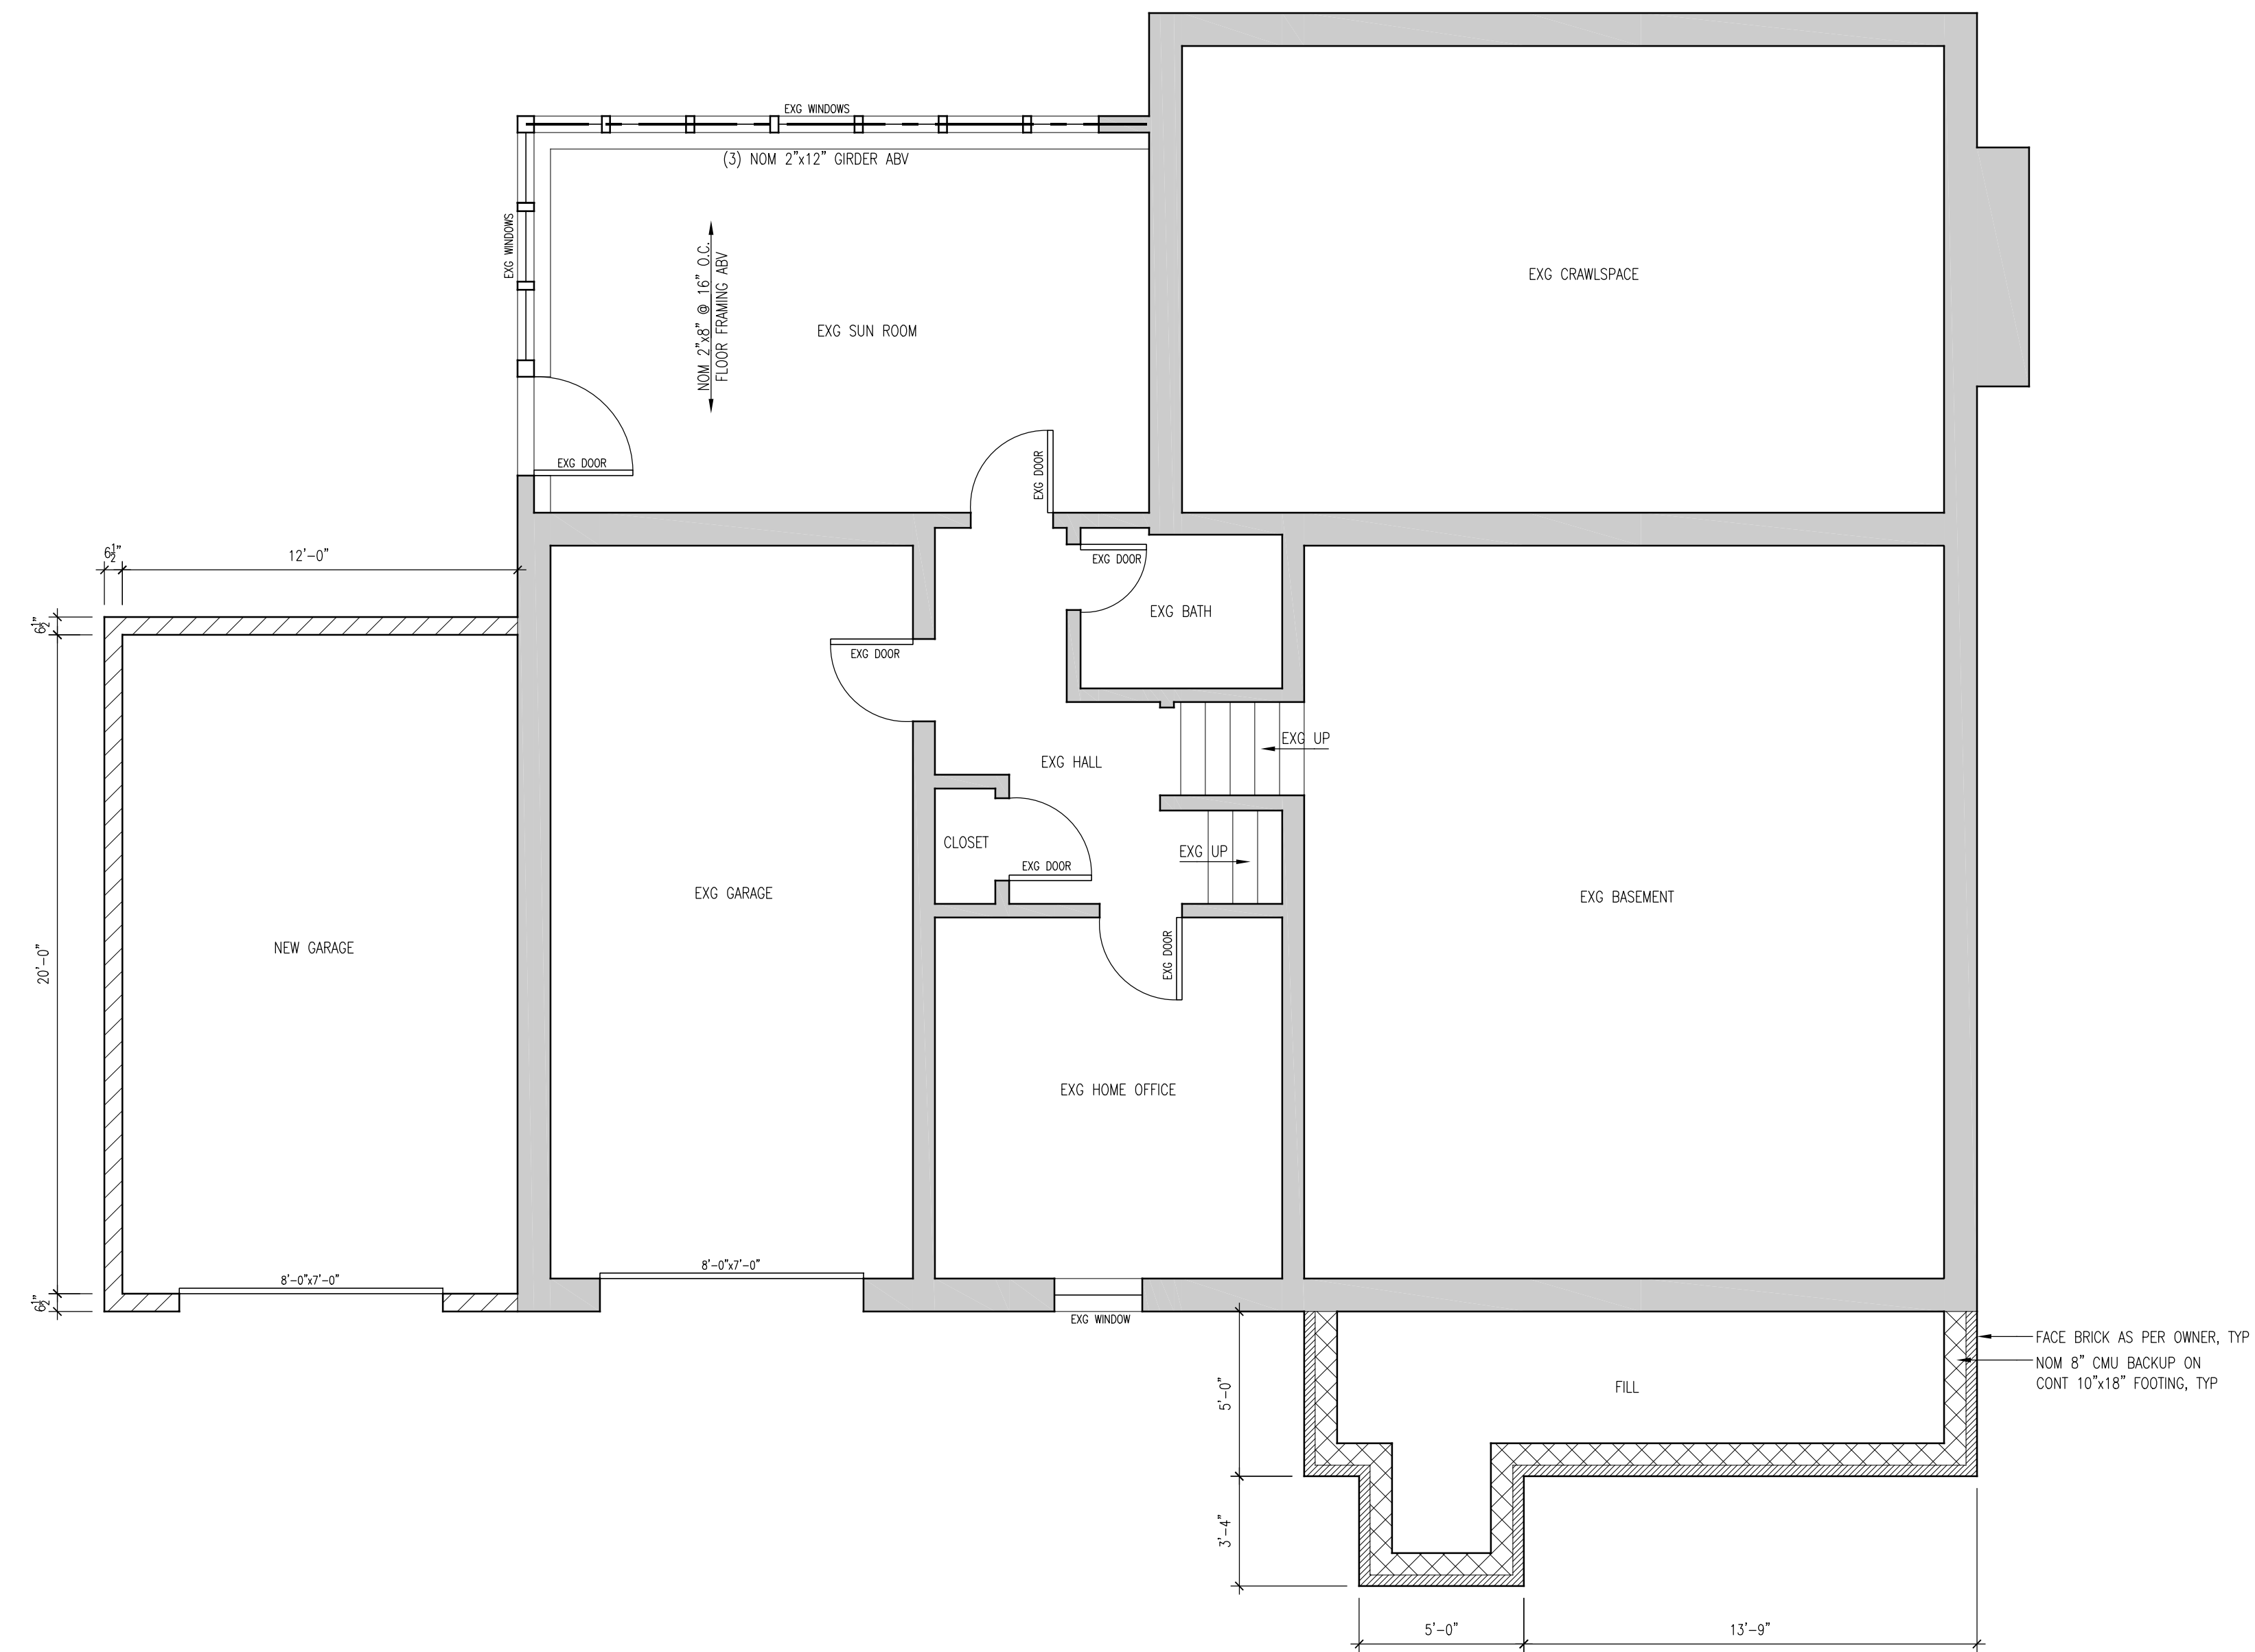 EXG WINDOWS
(3) NOM 2"x12" GIRDER ABV
EXG WINDOWS
NOM 2"x8" @ 16" O.C.
FLOOR FRAMING ABV
EXG CRAWLSPACE
EXG SUN ROOM
EXG DOOR
EXG DOOR
6½"
12'-0"
EXG DOOR
EXG BATH
6½"
EXG DOOR
EXG UP
EXG HALL
CLOSET
EXG UP
EXG DOOR
EXG GARAGE
EXG BASEMENT
NEW GARAGE
20'-0"
EXG DOOR
EXG HOME OFFICE
8'-0"x7'-0"
8'-0"x7'-0"
6½"
EXG WINDOW
FACE BRICK AS PER OWNER, TYP
NOM 8" CMU BACKUP ON
CONT 10"x18" FOOTING, TYP
FILL
5'-0"
3'-4"
5'-0"
13'-9"